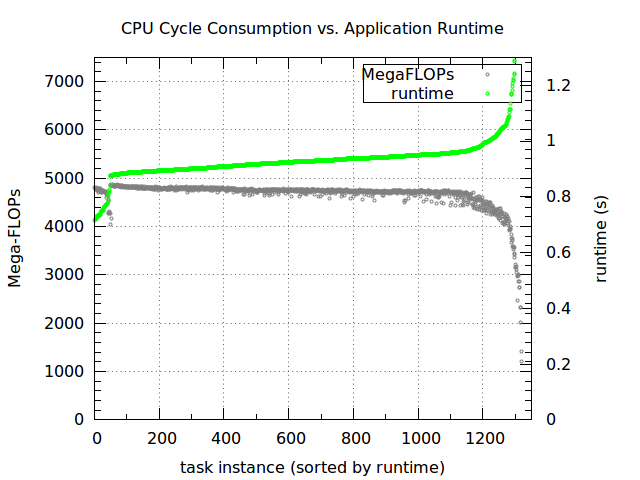 CPU Cycle Consumption vs. Application Runtime
MegaFLOPs
runtime
Mega-FLOPs
7000
6000
5000
4000
3000
2000
1000
0
1.2
1
0.8
0.6
0.4
0.2
0
runtime (s)
0 200 400 600 800 1000 1200
task instance (sorted by runtime)